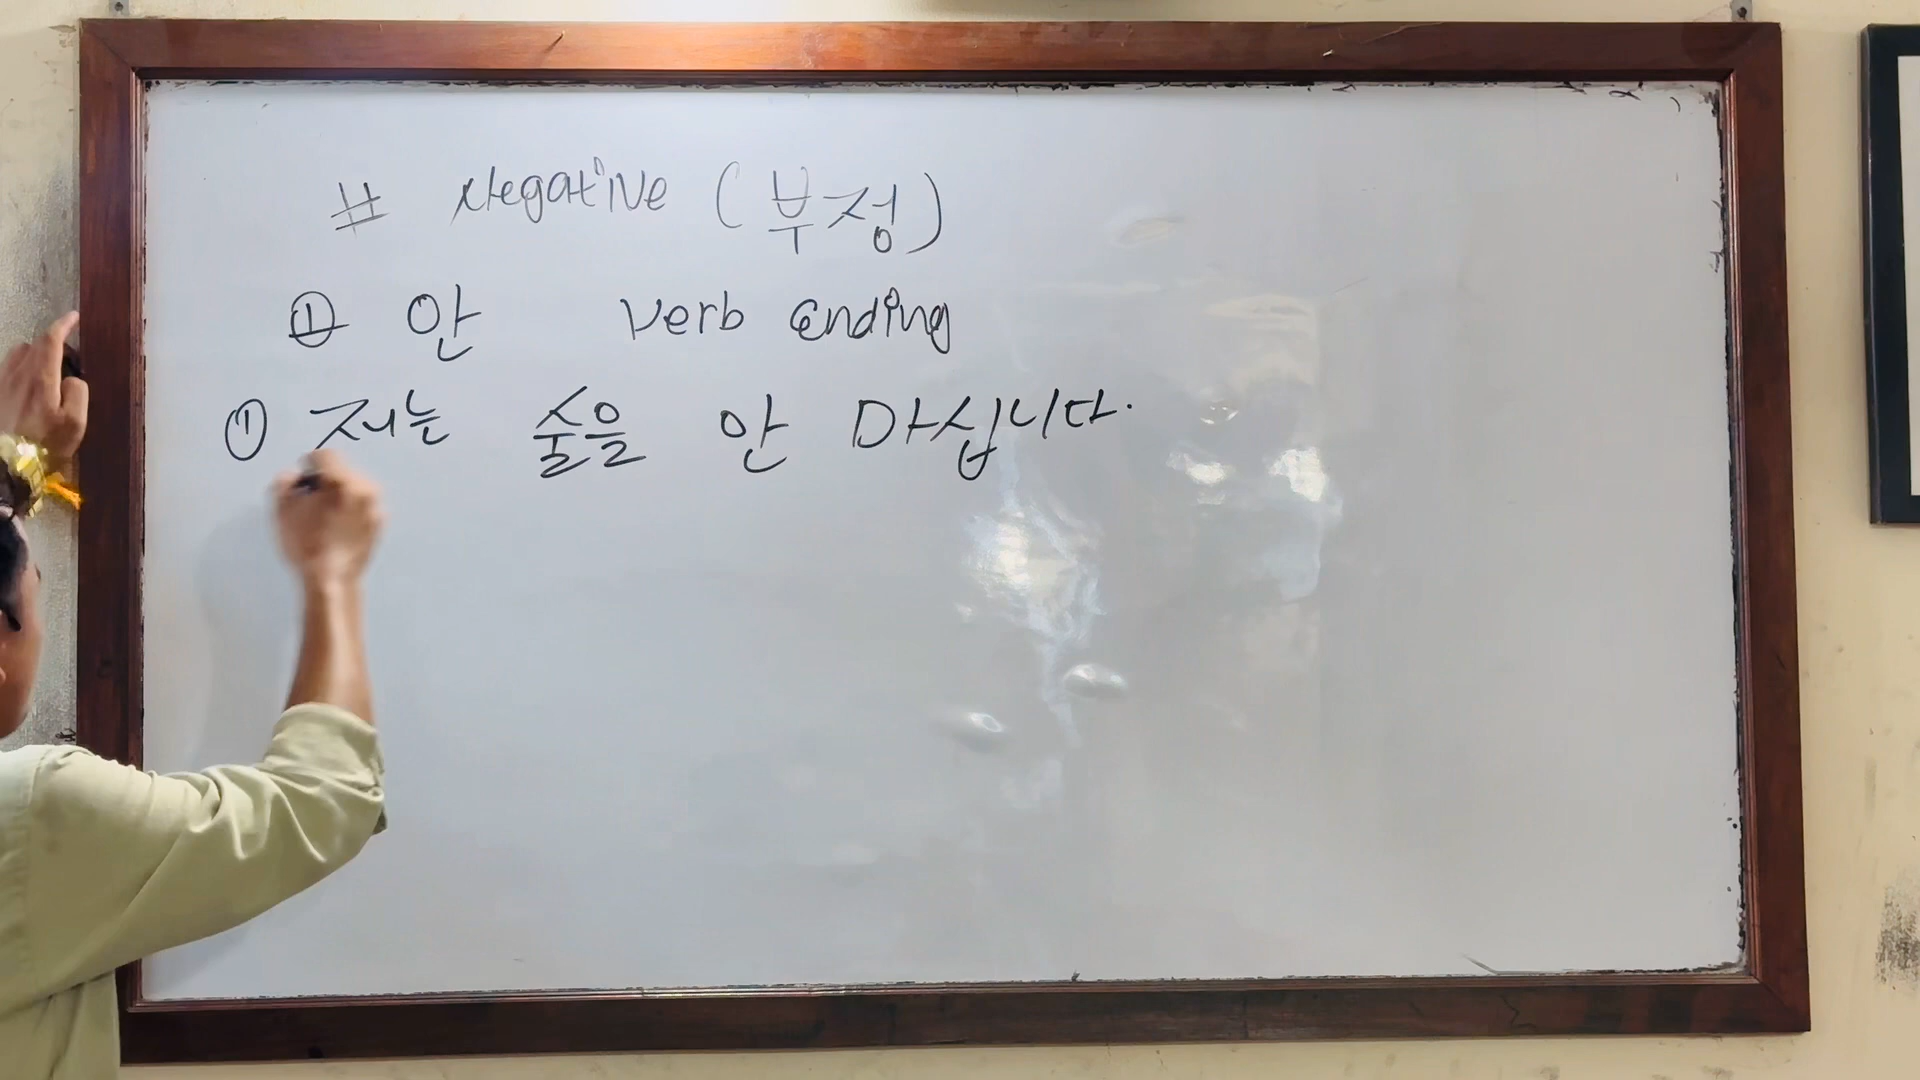 # Negative (부정)
① 안 verb ending
① 저는 술을 안 마십니다.